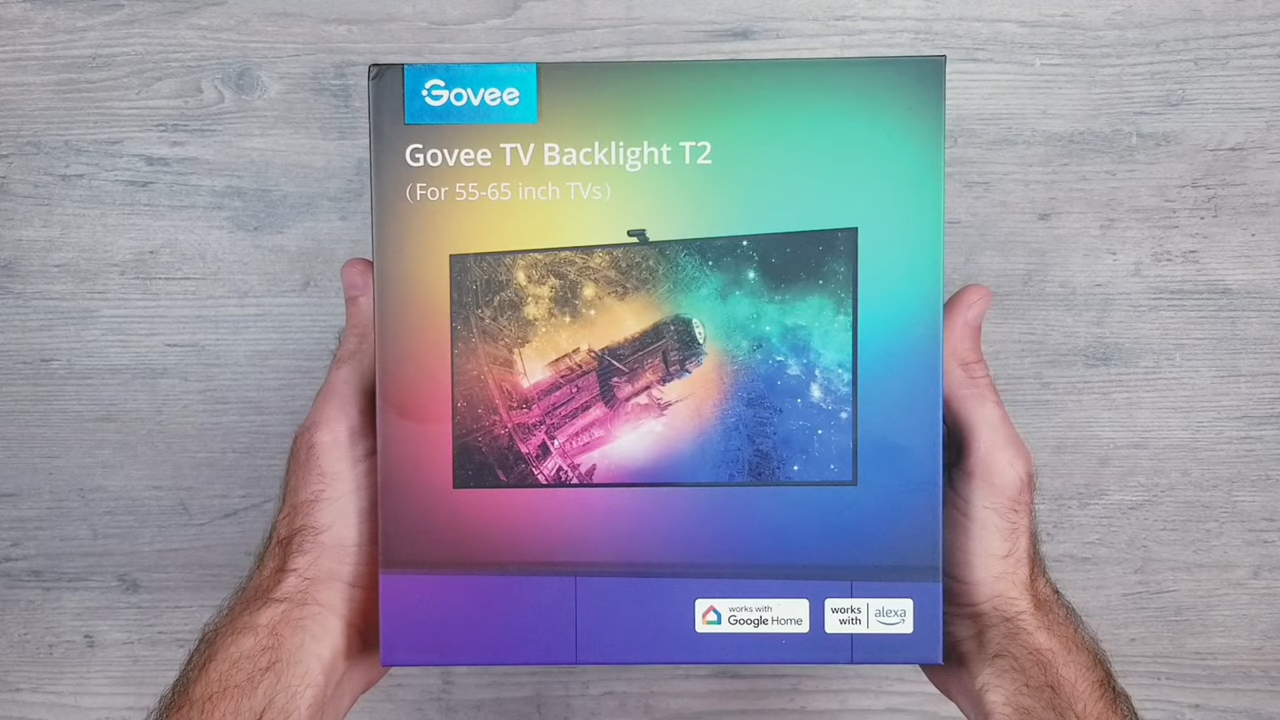 Govee
Govee TV Backlight T2
(For 55-65 inch TVs)
works with
Google Home
works
with
alexa